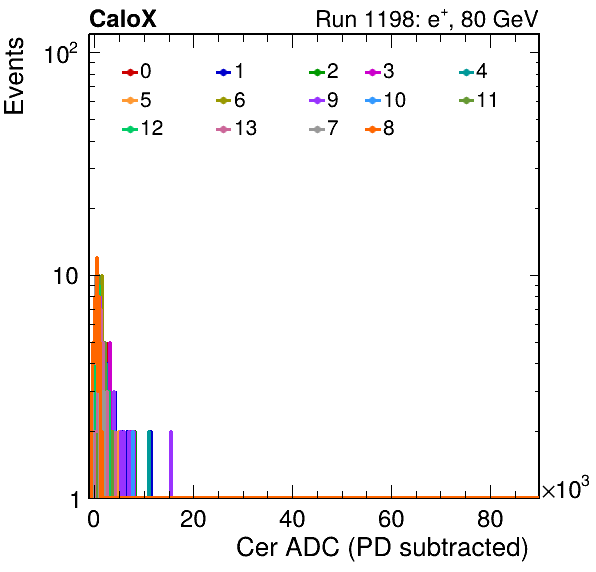 CaloX Run 1198: e⁺, 80 GeV
Events
10²
0 1 2 3 4
5 6 9 10 11
12 13 7 8
10
1
×10³
0 20 40 60 80
Cer ADC (PD subtracted)